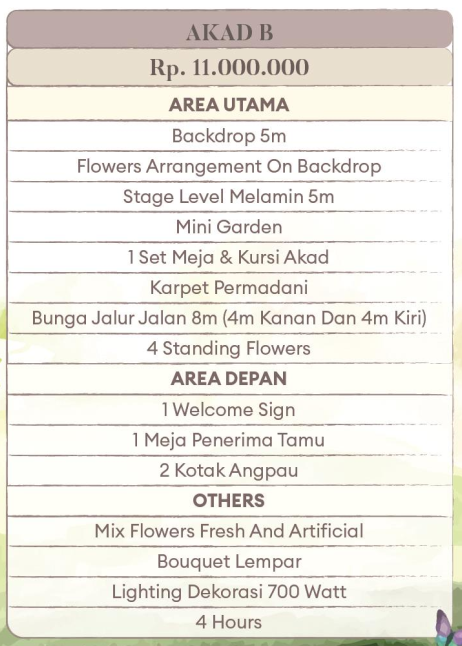 AKAD B
Rp. 11.000.000
AREA UTAMA
Backdrop 5m
Flowers Arrangement On Backdrop
Stage Level Melamin 5m
Mini Garden
1 Set Meja & Kursi Akad
Karpet Permadani
Bunga Jalur Jalan 8m (4m Kanan Dan 4m Kiri)
4 Standing Flowers
AREA DEPAN
1 Welcome Sign
1 Meja Penerima Tamu
2 Kotak Angpau
OTHERS
Mix Flowers Fresh And Artificial
Bouquet Lempar
Lighting Dekorasi 700 Watt
4 Hours